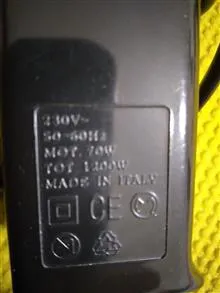 230V~
50-60Hz
MOT. 70W
TOT 1200W
MADE IN ITALY
CE